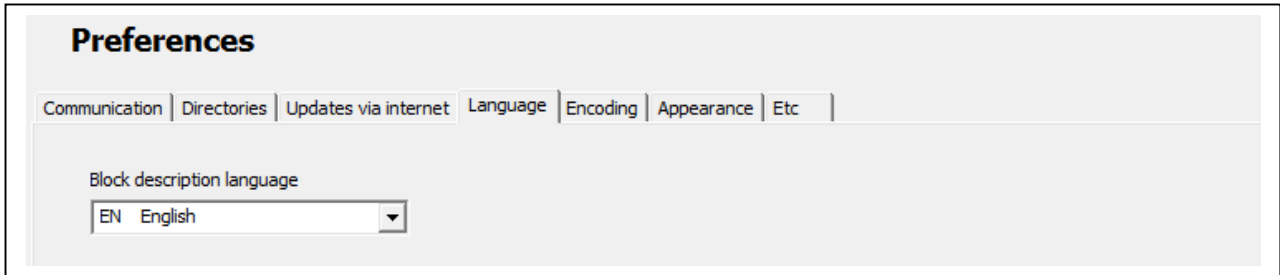 Preferences
Communication Directories Updates via internet Language Encoding Appearance Etc
Block description language
EN English